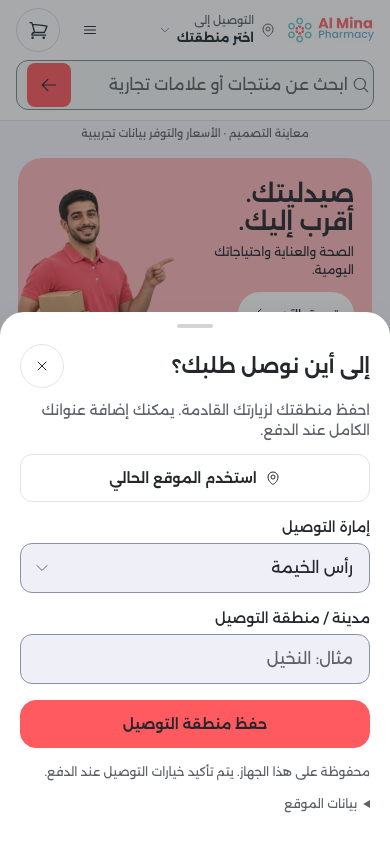 Al Mina
Pharmacy
التوصيل إلى
اختر منطقتك
ابحث عن منتجات أو علامات تجارية
معاينة التصميم · الأسعار والتوفر بيانات تجريبية
صيدليتك.
أقرب إليك.
الصحة والعناية واحتياجاتك
اليومية.
إلى أين نوصل طلبك؟
احفظ منطقتك لزيارتك القادمة. يمكنك إضافة عنوانك
الكامل عند الدفع.
استخدم الموقع الحالي
إمارة التوصيل
رأس الخيمة
مدينة / منطقة التوصيل
مثال: النخيل
حفظ منطقة التوصيل
محفوظة على هذا الجهاز. يتم تأكيد خيارات التوصيل عند الدفع.
بيانات الموقع